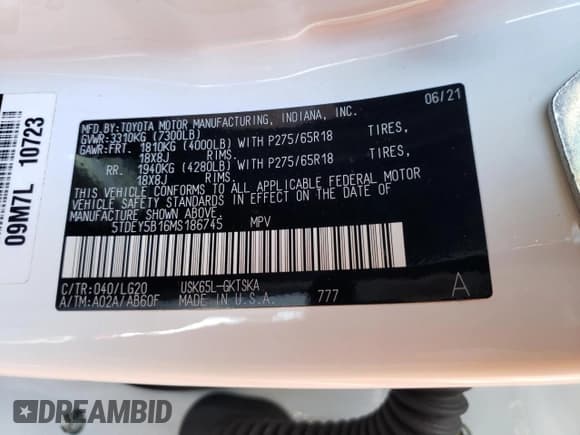 09M7L 10723
MFD.BY:TOYOTA MOTOR MANUFACTURING, INDIANA, INC. 06/21
GVWR:3310KG (7300LB)
GAWR:FRT. 1810KG (4000LB) WITH P275/65R18 TIRES,
18X8J RIMS.
RR. 1940KG (4280LB) WITH P275/65R18 TIRES,
18X8J RIMS.
THIS VEHICLE CONFORMS TO ALL APPLICABLE FEDERAL MOTOR
VEHICLE SAFETY STANDARDS IN EFFECT ON THE DATE OF
MANUFACTURE SHOWN ABOVE.
5TDEY5B16MS186745 MPV
C/TR:040/LG20 USK65L-GKTSKA
A/TM:A02A/AB60F MADE IN U.S.A. 777 A
DREAMBID